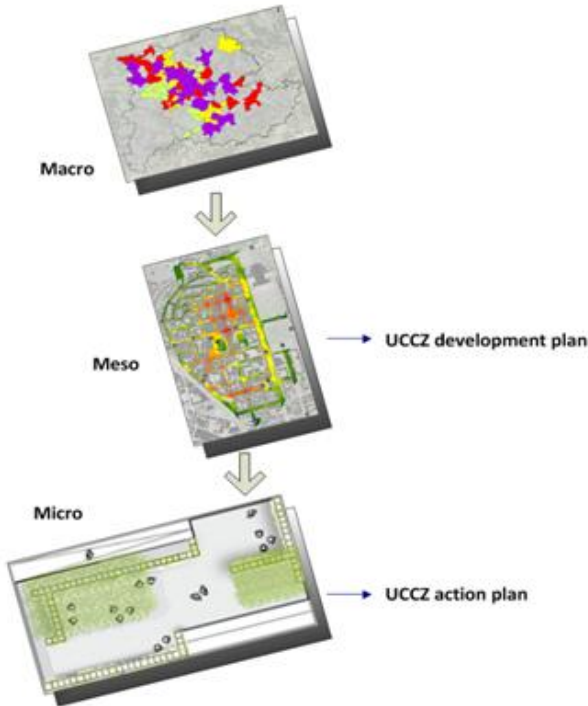 Macro
Meso
UCCZ development plan
Micro
UCCZ action plan